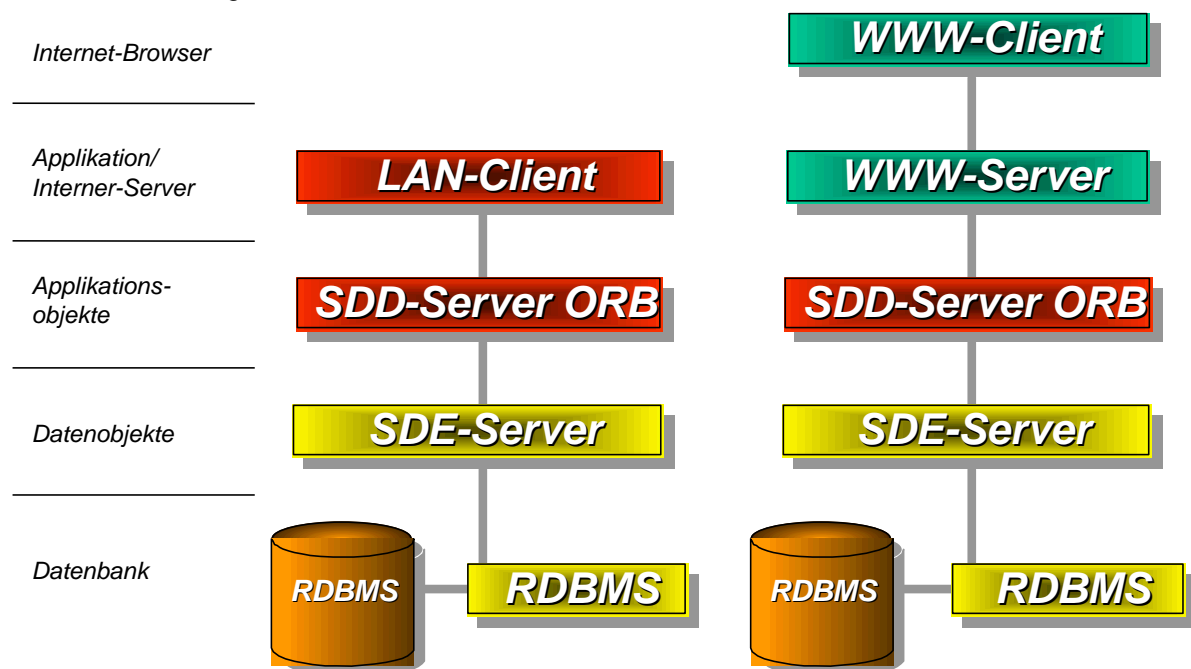 Internet-Browser
WWW-Client
Applikation/
Interner-Server
LAN-Client
WWW-Server
Applikations-
objekte
SDD-Server ORB
SDD-Server ORB
Datenobjekte
SDE-Server
SDE-Server
Datenbank
RDBMS
RDBMS
RDBMS
RDBMS